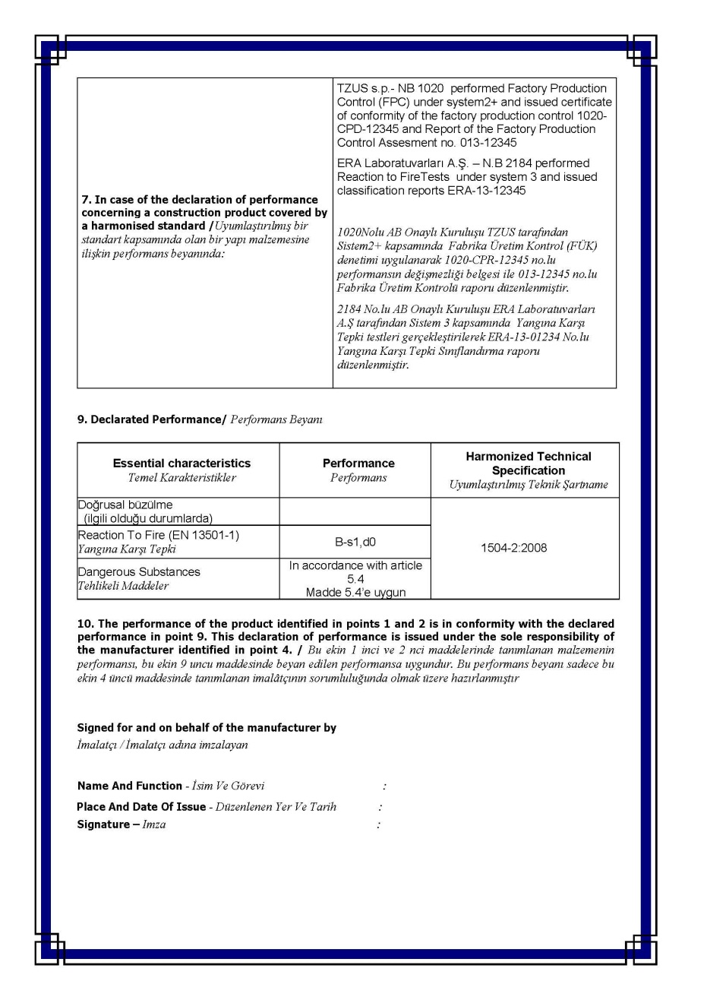 TZUS s.p.- NB 1020 performed Factory Production
Control (FPC) under system2+ and issued certificate
of conformity of the factory production control 1020-
CPD-12345 and Report of the Factory Production
Control Assesment no. 013-12345
ERA Laboratuvarları A.Ş. – N.B 2184 performed
Reaction to FireTests under system 3 and issued
classification reports ERA-13-12345
7. In case of the declaration of performance
concerning a construction product covered by
a harmonised standard /Uyumlaştırılmış bir
standart kapsamında olan bir yapı malzemesine
ilişkin performans beyanında:
1020Nolu AB Onaylı Kuruluşu TZUS tarafından
Sistem2+ kapsamında Fabrika Üretim Kontrol (FÜK)
denetimi uygulanarak 1020-CPR-12345 no.lu
performansın değişmezliği belgesi ile 013-12345 no.lu
Fabrika Üretim Kontrolü raporu düzenlenmiştir.
2184 No.lu AB Onaylı Kuruluşu ERA Laboratuvarları
A.Ş tarafından Sistem 3 kapsamında Yangına Karşı
Tepki testleri gerçekleştirilerek ERA-13-01234 No.lu
Yangına Karşı Tepki Sınıflandırma raporu
düzenlenmiştir.
9. Declarated Performance/ Performans Beyanı
Essential characteristics
Temel Karakteristikler
Performance
Performans
Harmonized Technical
Specification
Uyumlaştırılmış Teknik Şartname
Doğrusal büzülme
(ilgili olduğu durumlarda)
Reaction To Fire (EN 13501-1)
Yangına Karşı Tepki
B-s1,d0
1504-2:2008
Dangerous Substances
Tehlikeli Maddeler
In accordance with article
5.4
Madde 5.4’e uygun
10. The performance of the product identified in points 1 and 2 is in conformity with the declared
performance in point 9. This declaration of performance is issued under the sole responsibility of
the manufacturer identified in point 4. / Bu ekin 1 inci ve 2 nci maddelerinde tanımlanan malzemenin
performansı, bu ekin 9 uncu maddesinde beyan edilen performansa uygundur. Bu performans beyanı sadece bu
ekin 4 üncü maddesinde tanımlanan imalâtçının sorumluluğunda olmak üzere hazırlanmıştır
Signed for and on behalf of the manufacturer by
İmalatçı / İmalatçı adına imzalayan
Name And Function - İsim Ve Görevi :
Place And Date Of Issue - Düzenlenen Yer Ve Tarih :
Signature – Imza :